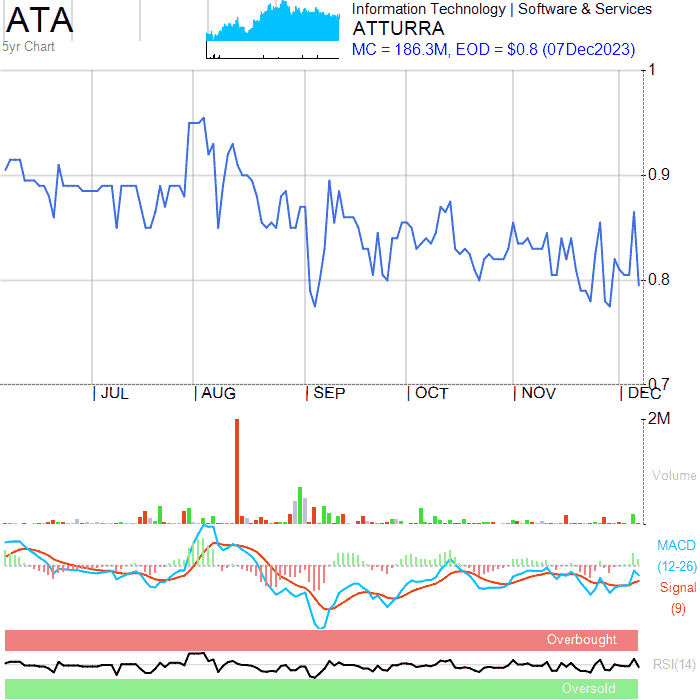 ATA
5yr Chart
Information Technology | Software & Services
ATTURRA
MC = 186.3M, EOD = $0.8 (07Dec2023)
1
0.9
0.8
0.7
JUL AUG SEP OCT NOV DEC
2M
Volume
MACD
(12-26)
Signal
(9)
Overbought
RSI(14)
Oversold